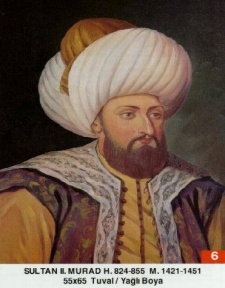 6
SULTAN II. MURAD H. 824-855 M. 1421-1451
55x65 Tuval / Yağlı Boya